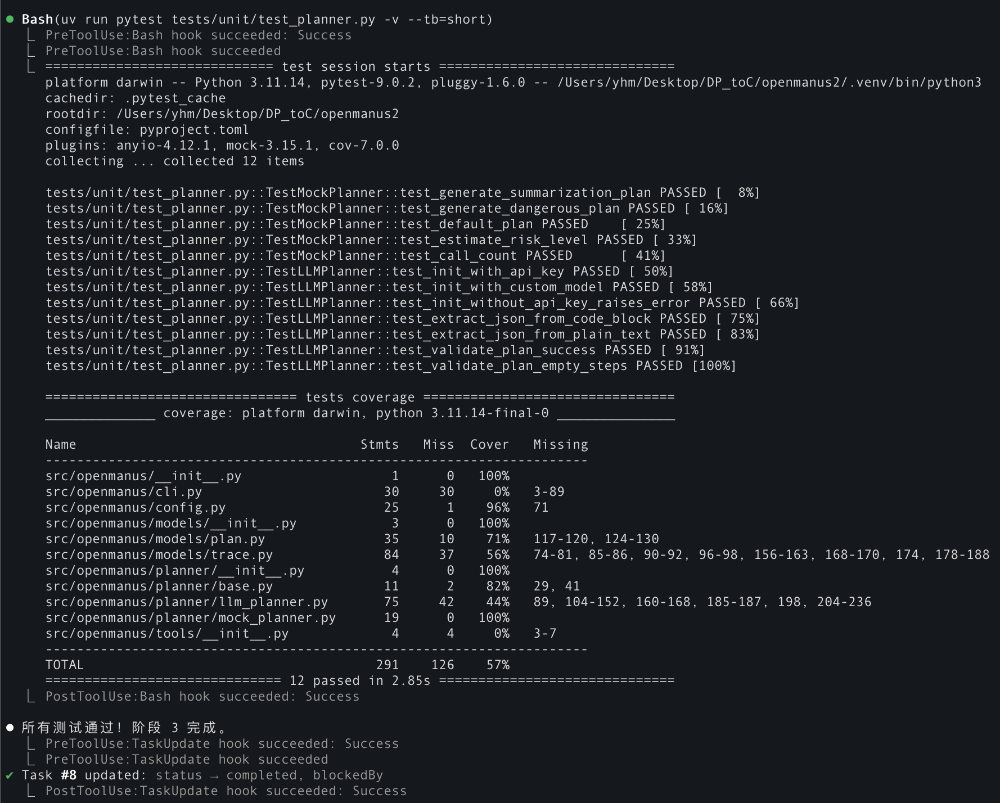 ● Bash(uv run pytest tests/unit/test_planner.py -v --tb=short)
⎿ PreToolUse:Bash hook succeeded: Success
⎿ PreToolUse:Bash hook succeeded
⎿ ============================= test session starts ==============================
platform darwin -- Python 3.11.14, pytest-9.0.2, pluggy-1.6.0 -- /Users/yhm/Desktop/DP_toC/openmanus2/.venv/bin/python3
cachedir: .pytest_cache
rootdir: /Users/yhm/Desktop/DP_toC/openmanus2
configfile: pyproject.toml
plugins: anyio-4.12.1, mock-3.15.1, cov-7.0.0
collecting ... collected 12 items
tests/unit/test_planner.py::TestMockPlanner::test_generate_summarization_plan PASSED [  8%]
tests/unit/test_planner.py::TestMockPlanner::test_generate_dangerous_plan PASSED [ 16%]
tests/unit/test_planner.py::TestMockPlanner::test_default_plan PASSED    [ 25%]
tests/unit/test_planner.py::TestMockPlanner::test_estimate_risk_level PASSED [ 33%]
tests/unit/test_planner.py::TestMockPlanner::test_call_count PASSED      [ 41%]
tests/unit/test_planner.py::TestLLMPlanner::test_init_with_api_key PASSED [ 50%]
tests/unit/test_planner.py::TestLLMPlanner::test_init_with_custom_model PASSED [ 58%]
tests/unit/test_planner.py::TestLLMPlanner::test_init_without_api_key_raises_error PASSED [ 66%]
tests/unit/test_planner.py::TestLLMPlanner::test_extract_json_from_code_block PASSED [ 75%]
tests/unit/test_planner.py::TestLLMPlanner::test_extract_json_from_plain_text PASSED [ 83%]
tests/unit/test_planner.py::TestLLMPlanner::test_validate_plan_success PASSED [ 91%]
tests/unit/test_planner.py::TestLLMPlanner::test_validate_plan_empty_steps PASSED [100%]
================================ tests coverage ================================
______________ coverage: platform darwin, python 3.11.14-final-0 _______________
Name                                    Stmts   Miss  Cover   Missing
---------------------------------------------------------------------
src/openmanus/__init__.py                   1      0   100%
src/openmanus/cli.py                       30     30     0%   3-89
src/openmanus/config.py                    25      1    96%   71
src/openmanus/models/__init__.py            3      0   100%
src/openmanus/models/plan.py               35     10    71%   117-120, 124-130
src/openmanus/models/trace.py              84     37    56%   74-81, 85-86, 90-92, 96-98, 156-163, 168-170, 174, 178-188
src/openmanus/planner/__init__.py           4      0   100%
src/openmanus/planner/base.py              11      2    82%   29, 41
src/openmanus/planner/llm_planner.py       75     42    44%   89, 104-152, 160-168, 185-187, 198, 204-236
src/openmanus/planner/mock_planner.py      19      0   100%
src/openmanus/tools/__init__.py             4      4     0%   3-7
---------------------------------------------------------------------
TOTAL                                     291    126    57%
============================== 12 passed in 2.85s ==============================
⎿ PostToolUse:Bash hook succeeded: Success
● 所有测试通过！阶段 3 完成。
⎿ PreToolUse:TaskUpdate hook succeeded: Success
⎿ PreToolUse:TaskUpdate hook succeeded
✔ Task #8 updated: status → completed, blockedBy
⎿ PostToolUse:TaskUpdate hook succeeded: Success